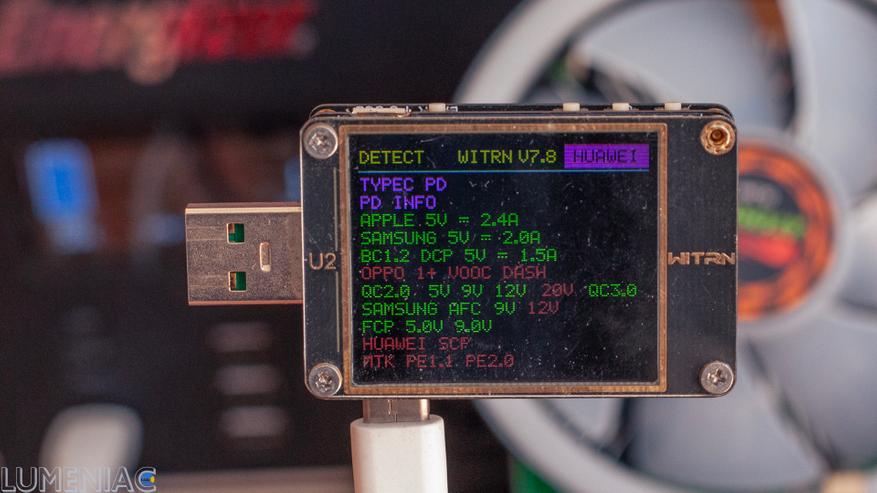 DETECT WITRN V7.8 HUAWEI
TYPEC PD
PD INFO
APPLE 5V = 2.4A
SAMSUNG 5V = 2.0A
BC1.2 DCP 5V = 1.5A
OPPO 1+ VOOC DASH
QC2.0 5V 9V 12V 20V QC3.0
SAMSUNG AFC 9V 12V
FCP 5.0V 9.0V
HUAWEI SCP
MTK PE1.1 PE2.0
U2
WITRN
LUMENIAC